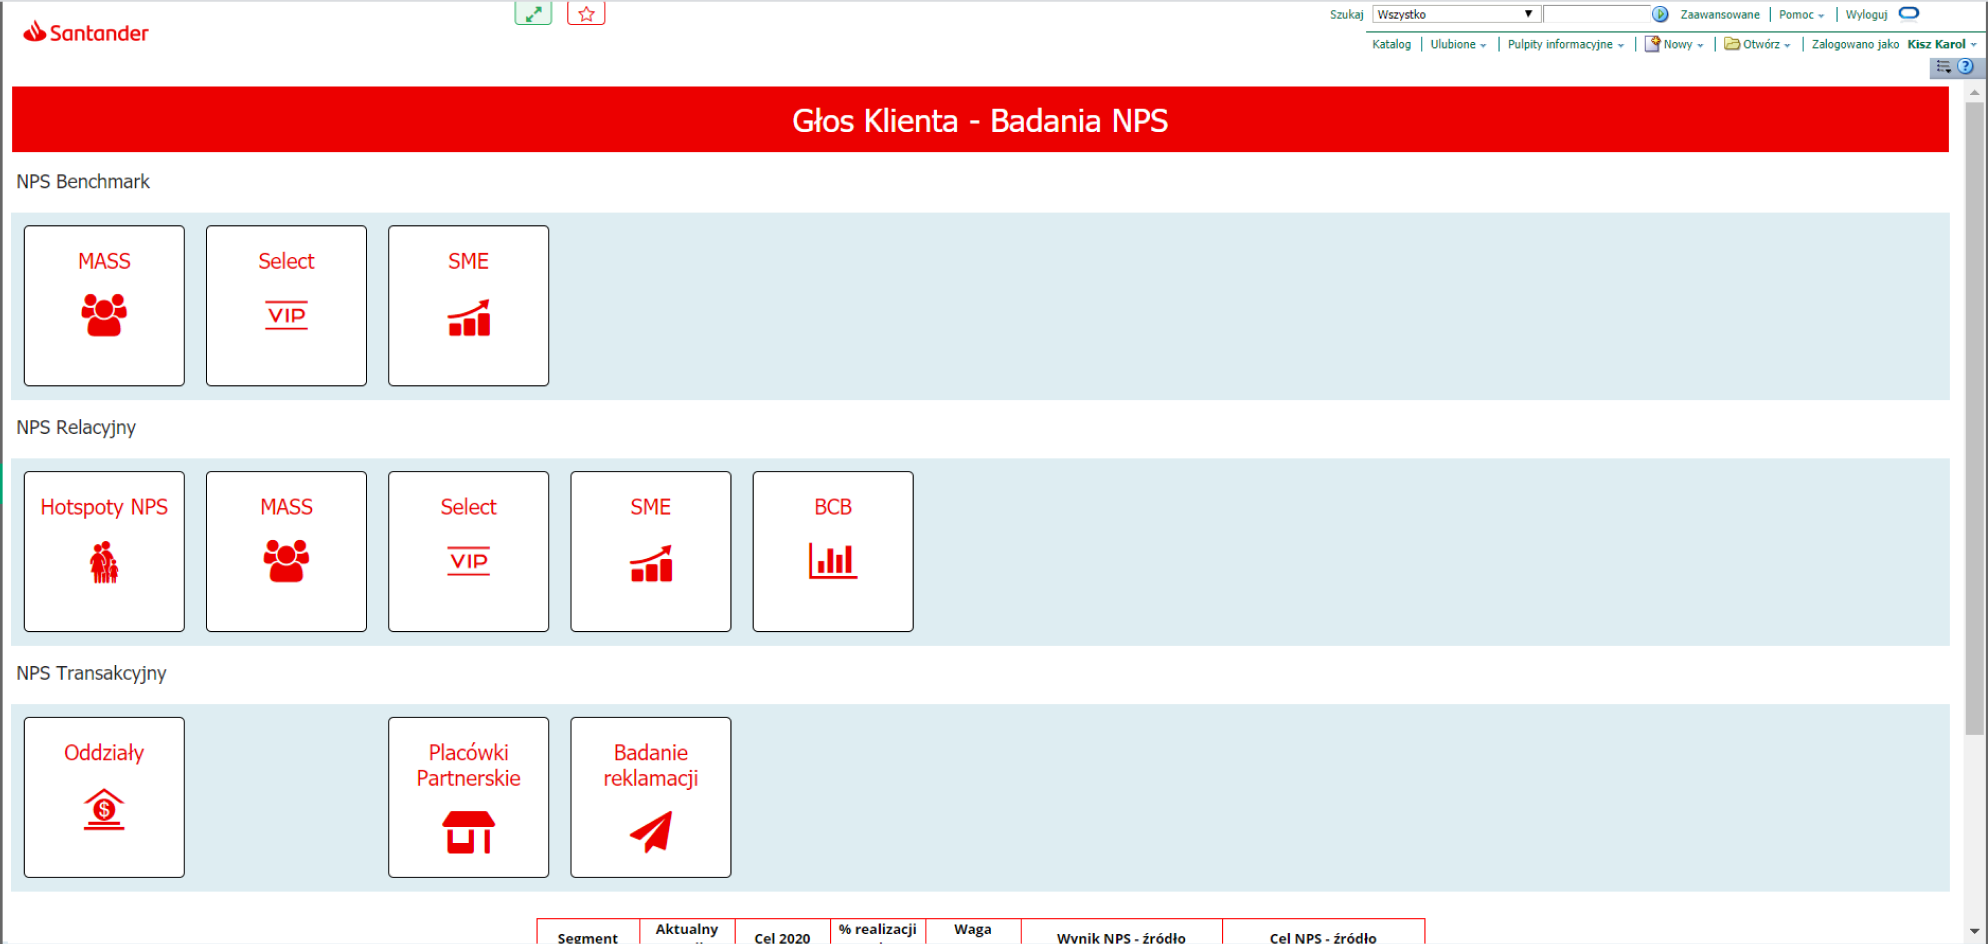 Santander
Szukaj Wszystko Zaawansowane Pomoc Wyloguj
Katalog Ulubione Pulpity informacyjne Nowy Otwórz Zalogowano jako Kisz Karol
Głos Klienta - Badania NPS
NPS Benchmark
MASS Select SME
VIP
NPS Relacyjny
Hotspoty NPS MASS Select SME BCB
VIP
NPS Transakcyjny
Oddziały Placówki Badanie
Partnerskie reklamacji
Segment Aktualny Cel 2020 % realizacji Waga Wynik NPS - źródło Cel NPS - źródło